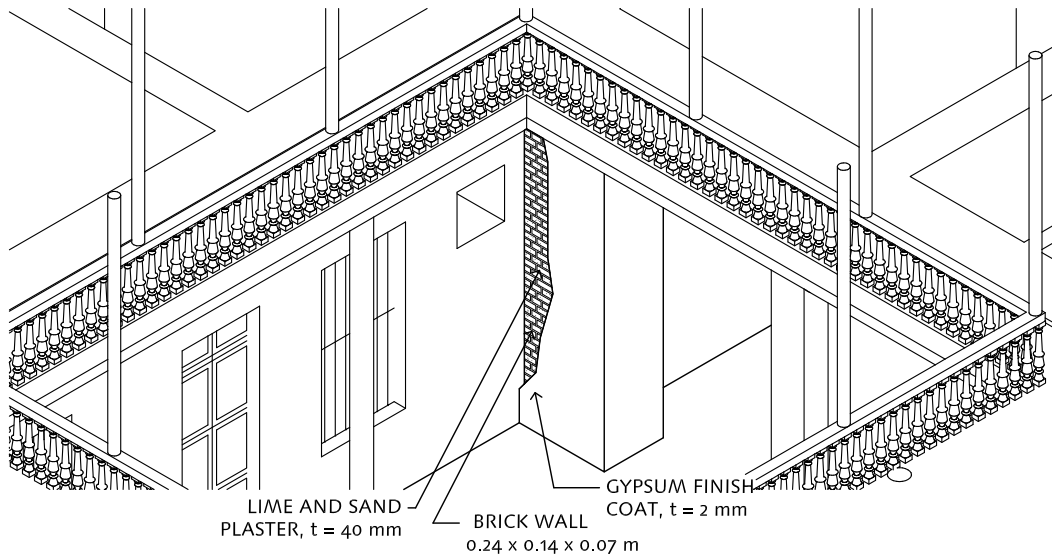 LIME AND SAND
PLASTER, t = 40 mm
BRICK WALL
0.24 x 0.14 x 0.07 m
GYPSUM FINISH
COAT, t = 2 mm